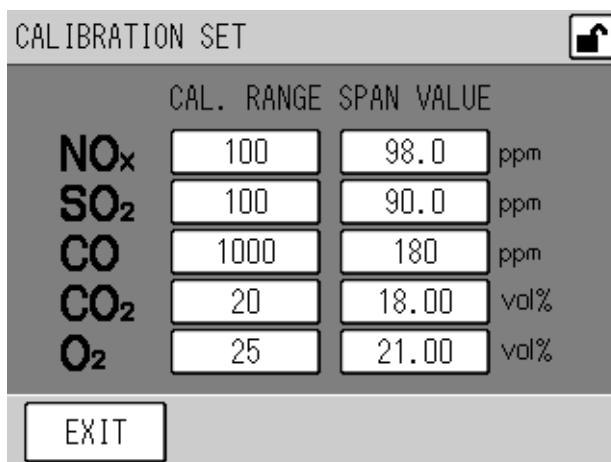 CALIBRATION SET
CAL. RANGE SPAN VALUE
NOx 100 98.0 ppm
SO2 100 90.0 ppm
CO 1000 180 ppm
CO2 20 18.00 vol%
O2 25 21.00 vol%
EXIT